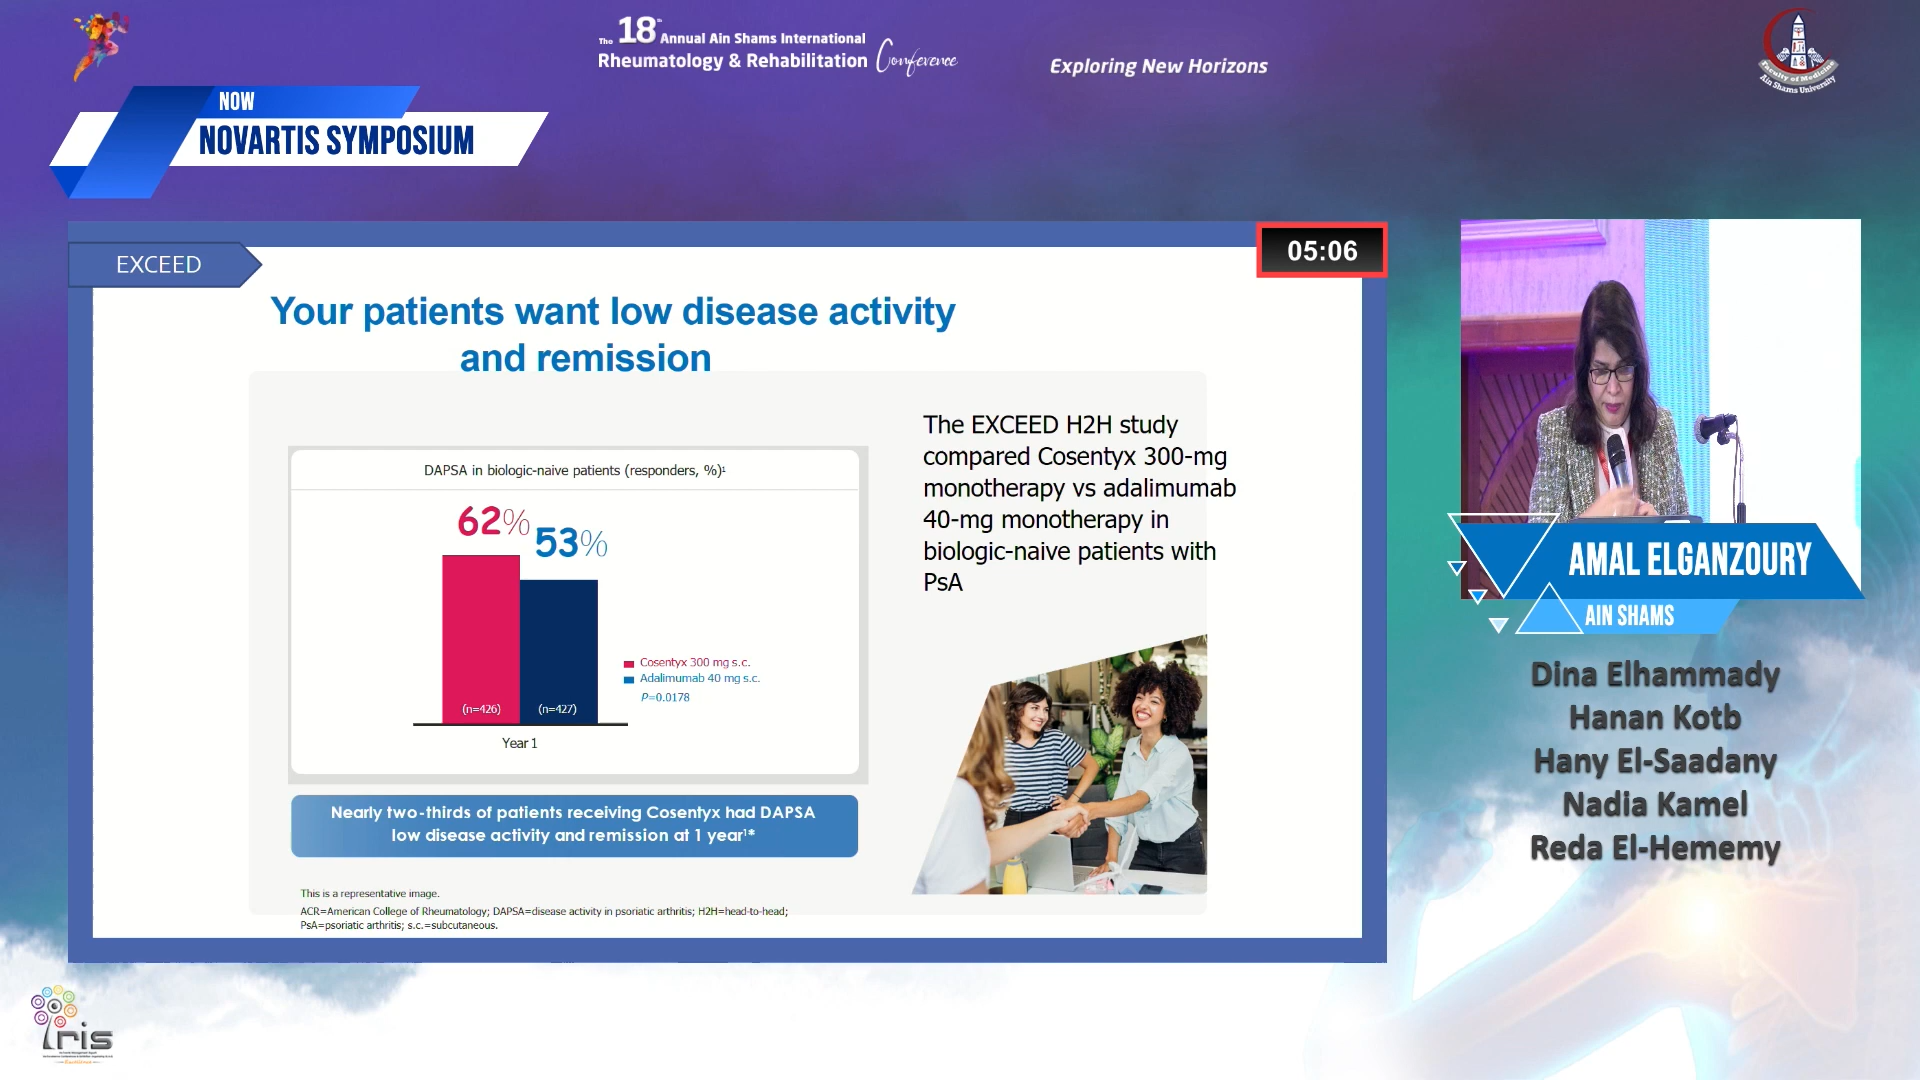 The 18th Annual Ain Shams International
Rheumatology & Rehabilitation Conference
Exploring New Horizons
Faculty of Medicine
Ain Shams University
NOW
NOVARTIS SYMPOSIUM
EXCEED
05:06
Your patients want low disease activity
and remission
DAPSA in biologic-naive patients (responders, %)¹
62%
53%
(n=426)
(n=427)
Year 1
Cosentyx 300 mg s.c.
Adalimumab 40 mg s.c.
P=0.0178
Nearly two-thirds of patients receiving Cosentyx had DAPSA
low disease activity and remission at 1 year¹*
This is a representative image.
ACR=American College of Rheumatology; DAPSA=disease activity in psoriatic arthritis; H2H=head-to-head;
PsA=psoriatic arthritis; s.c.=subcutaneous.
The EXCEED H2H study
compared Cosentyx 300-mg
monotherapy vs adalimumab
40-mg monotherapy in
biologic-naive patients with
PsA
AMAL ELGANZOURY
AIN SHAMS
Dina Elhammady
Hanan Kotb
Hany El-Saadany
Nadia Kamel
Reda El-Hememy
Iris